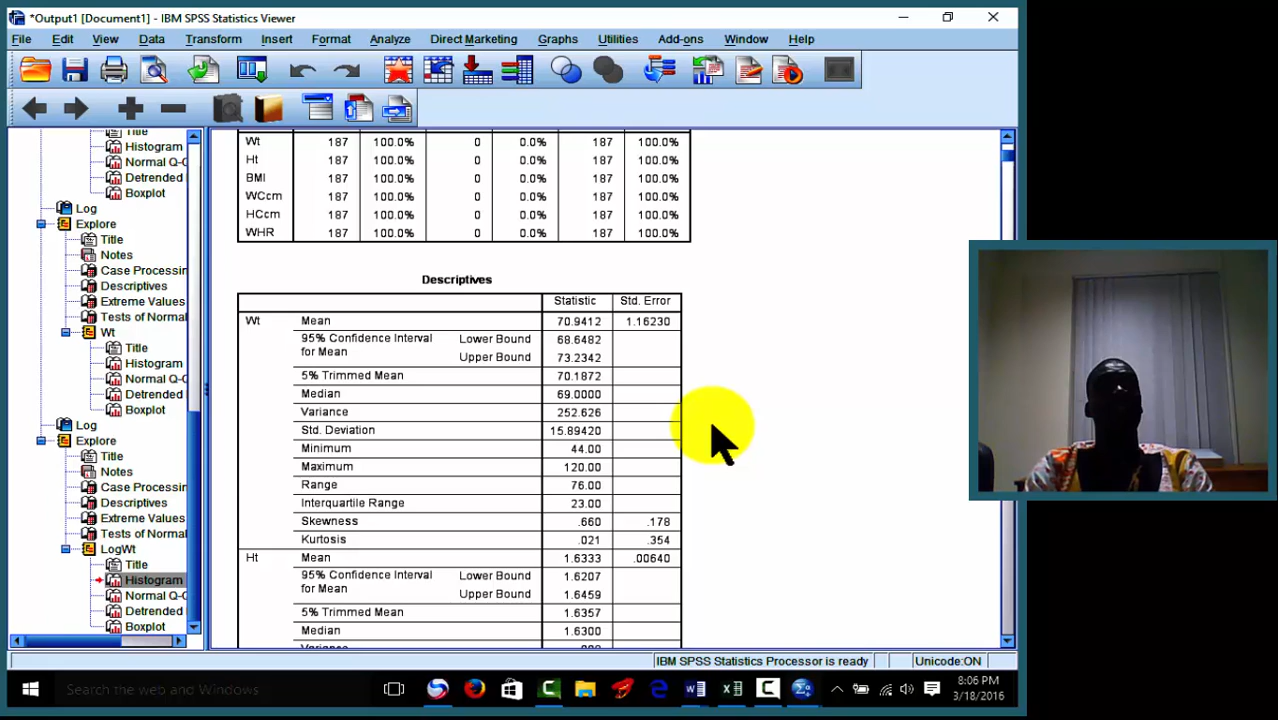 *Output1 [Document1] - IBM SPSS Statistics Viewer
File Edit View Data Transform Insert Format Analyze Direct Marketing Graphs Utilities Add-ons Window Help
Title
Histogram
Normal Q-Q
Detrended
Boxplot
Log
Explore
Title
Notes
Case Processin
Descriptives
Extreme Values
Tests of Normal
Wt
Title
Histogram
Normal Q-Q
Detrended
Boxplot
Log
Explore
Title
Notes
Case Processin
Descriptives
Extreme Values
Tests of Normal
LogWt
Title
Histogram
Normal Q-Q
Detrended
Boxplot
Wt 187 100.0% 0 0.0% 187 100.0%
Ht 187 100.0% 0 0.0% 187 100.0%
BMI 187 100.0% 0 0.0% 187 100.0%
WCcm 187 100.0% 0 0.0% 187 100.0%
HCcm 187 100.0% 0 0.0% 187 100.0%
WHR 187 100.0% 0 0.0% 187 100.0%
Descriptives
Statistic Std. Error
Wt Mean 70.9412 1.16230
95% Confidence Interval Lower Bound 68.6482
for Mean Upper Bound 73.2342
5% Trimmed Mean 70.1872
Median 69.0000
Variance 252.626
Std. Deviation 15.89420
Minimum 44.00
Maximum 120.00
Range 76.00
Interquartile Range 23.00
Skewness .660 .178
Kurtosis .021 .354
Ht Mean 1.6333 .00640
95% Confidence Interval Lower Bound 1.6207
for Mean Upper Bound 1.6459
5% Trimmed Mean 1.6357
Median 1.6300
IBM SPSS Statistics Processor is ready Unicode:ON
Search the web and Windows
8:06 PM
3/18/2016